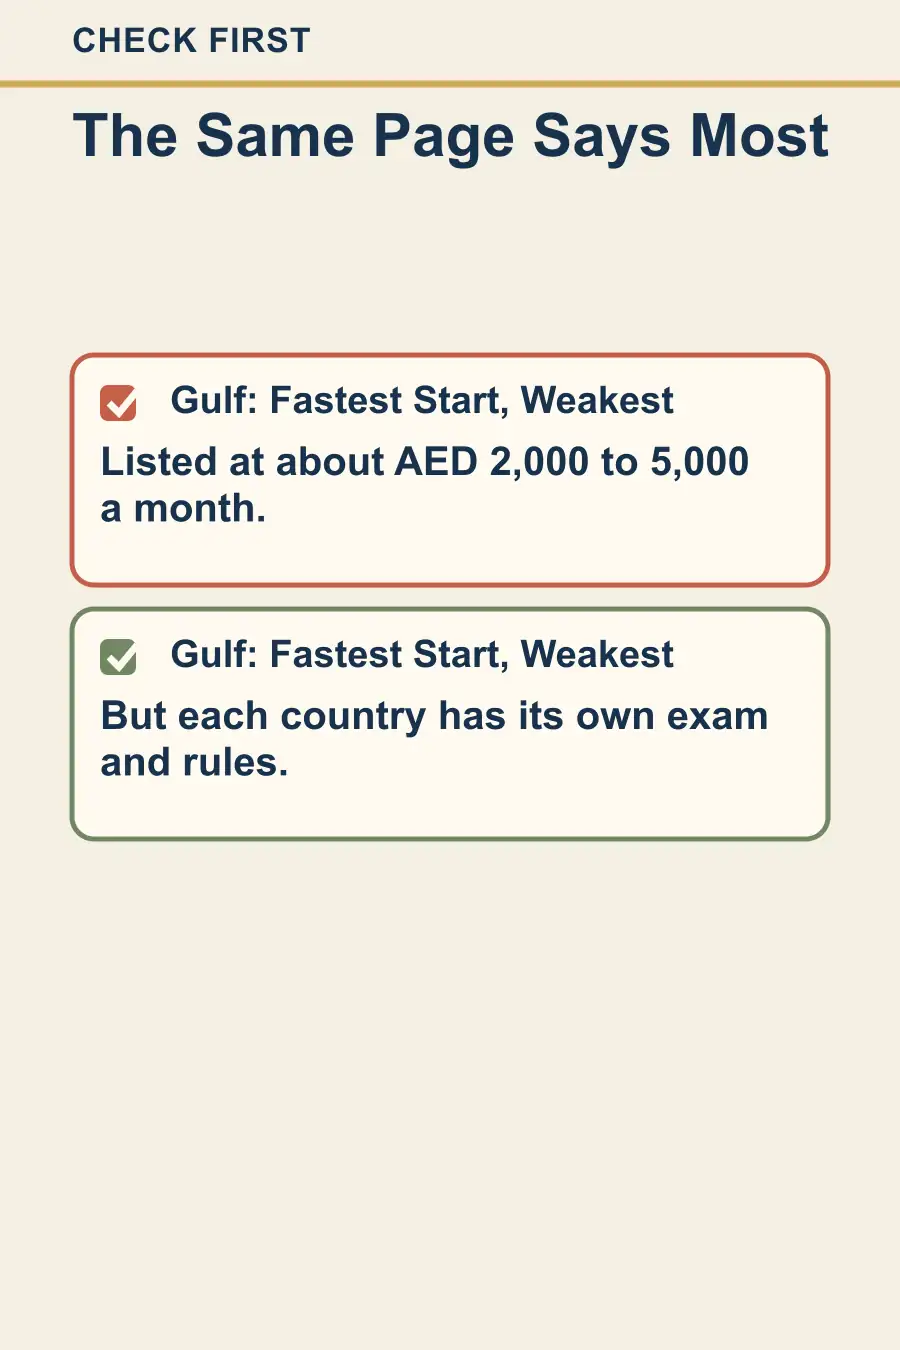 CHECK FIRST
The Same Page Says Most
Gulf: Fastest Start, Weakest
Listed at about AED 2,000 to 5,000
a month.
Gulf: Fastest Start, Weakest
But each country has its own exam
and rules.